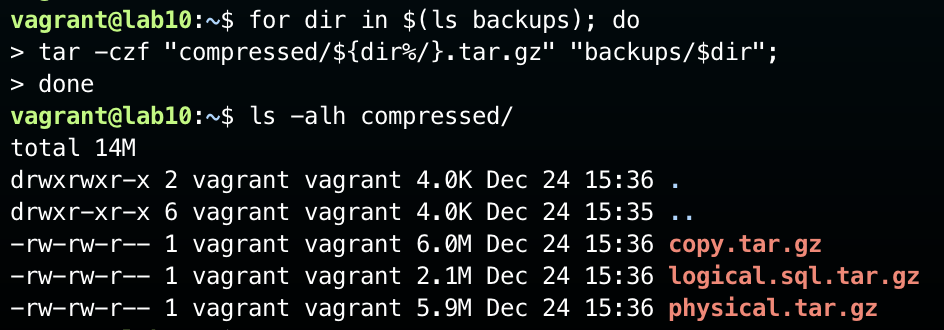 vagrant@lab10:~$ for dir in $(ls backups); do
> tar -czf "compressed/${dir%/}.tar.gz" "backups/$dir";
> done
vagrant@lab10:~$ ls -alh compressed/
total 14M
drwxrwxr-x 2 vagrant vagrant 4.0K Dec 24 15:36 .
drwxr-xr-x 6 vagrant vagrant 4.0K Dec 24 15:35 ..
-rw-rw-r-- 1 vagrant vagrant 6.0M Dec 24 15:36 copy.tar.gz
-rw-rw-r-- 1 vagrant vagrant 2.1M Dec 24 15:36 logical.sql.tar.gz
-rw-rw-r-- 1 vagrant vagrant 5.9M Dec 24 15:36 physical.tar.gz